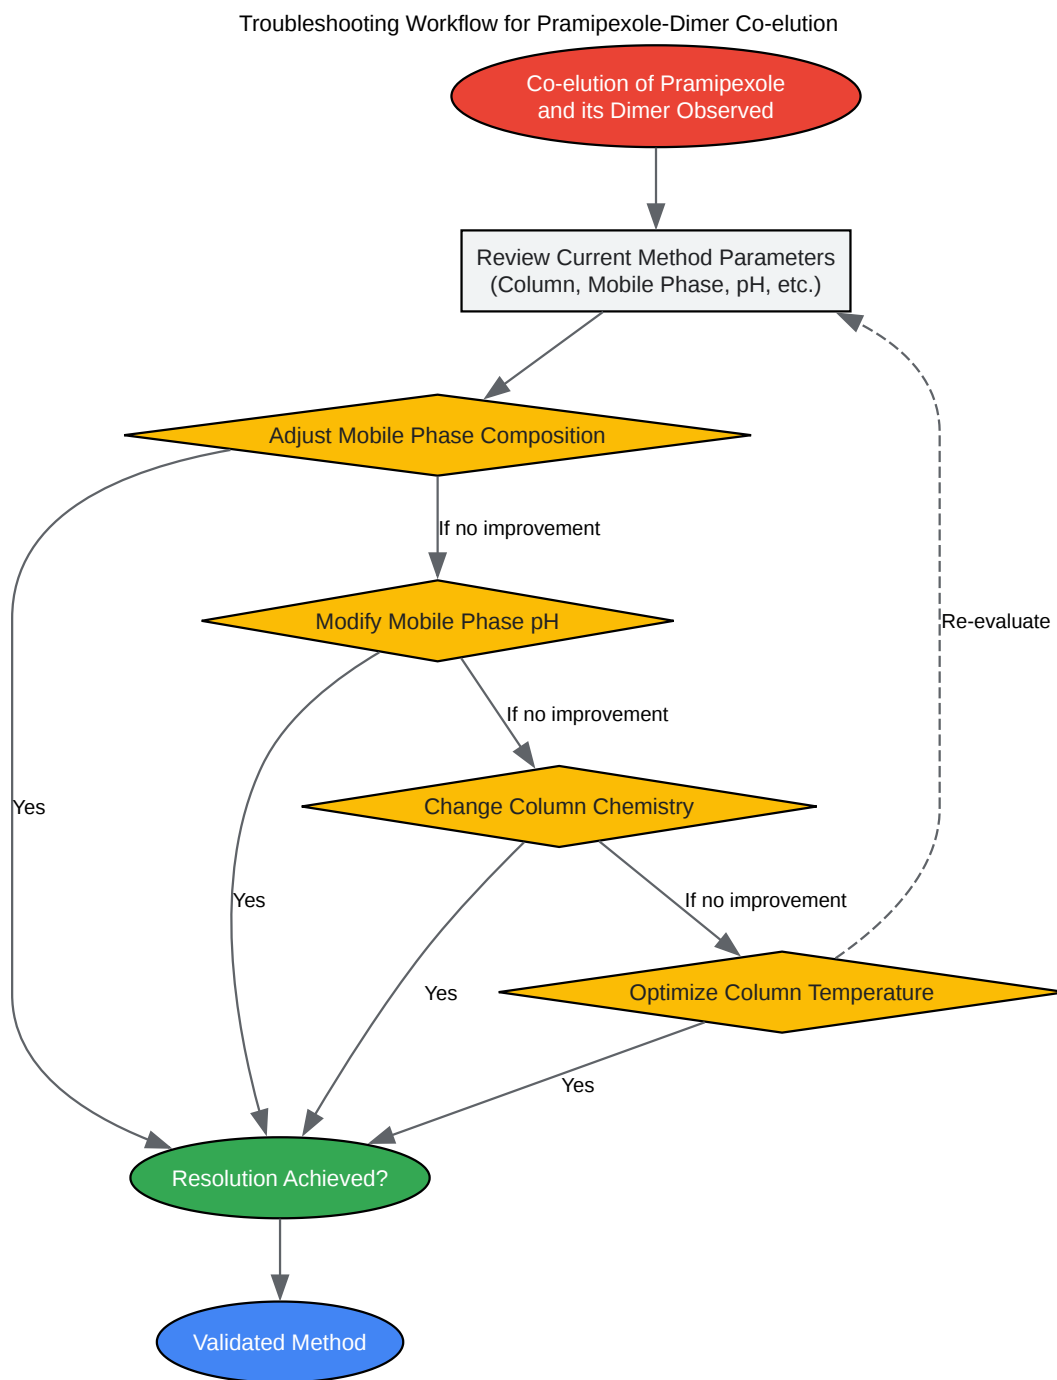 Troubleshooting Workflow for Pramipexole-Dimer Co-elution
Co-elution of Pramipexole
and its Dimer Observed
Review Current Method Parameters
(Column, Mobile Phase, pH, etc.)
Adjust Mobile Phase Composition
If no improvement
Modify Mobile Phase pH
Re-evaluate
If no improvement
Yes
Change Column Chemistry
Yes
If no improvement
Yes
Optimize Column Temperature
Yes
Resolution Achieved?
Validated Method